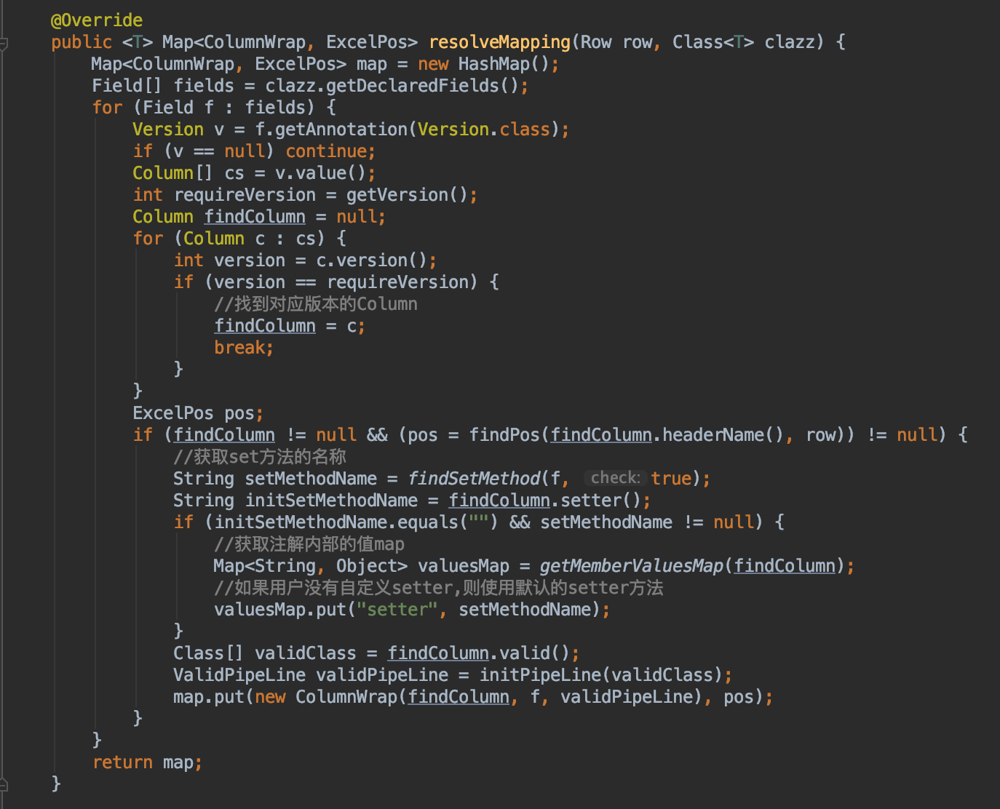 @Override
public <T> Map<ColumnWrap, ExcelPos> resolveMapping(Row row, Class<T> clazz) {
    Map<ColumnWrap, ExcelPos> map = new HashMap();
    Field[] fields = clazz.getDeclaredFields();
    for (Field f : fields) {
        Version v = f.getAnnotation(Version.class);
        if (v == null) continue;
        Column[] cs = v.value();
        int requireVersion = getVersion();
        Column findColumn = null;
        for (Column c : cs) {
            int version = c.version();
            if (version == requireVersion) {
                //找到对应版本的Column
                findColumn = c;
                break;
            }
        }
        ExcelPos pos;
        if (findColumn != null && (pos = findPos(findColumn.headerName(), row)) != null) {
            //获取set方法的名称
            String setMethodName = findSetMethod(f, check: true);
            String initSetMethodName = findColumn.setter();
            if (initSetMethodName.equals("") && setMethodName != null) {
                //获取注解内部的值map
                Map<String, Object> valuesMap = getMemberValuesMap(findColumn);
                //如果用户没有自定义setter,则使用默认的setter方法
                valuesMap.put("setter", setMethodName);
            }
            Class[] validClass = findColumn.valid();
            ValidPipeLine validPipeLine = initPipeLine(validClass);
            map.put(new ColumnWrap(findColumn, f, validPipeLine), pos);
        }
    }
    return map;
}